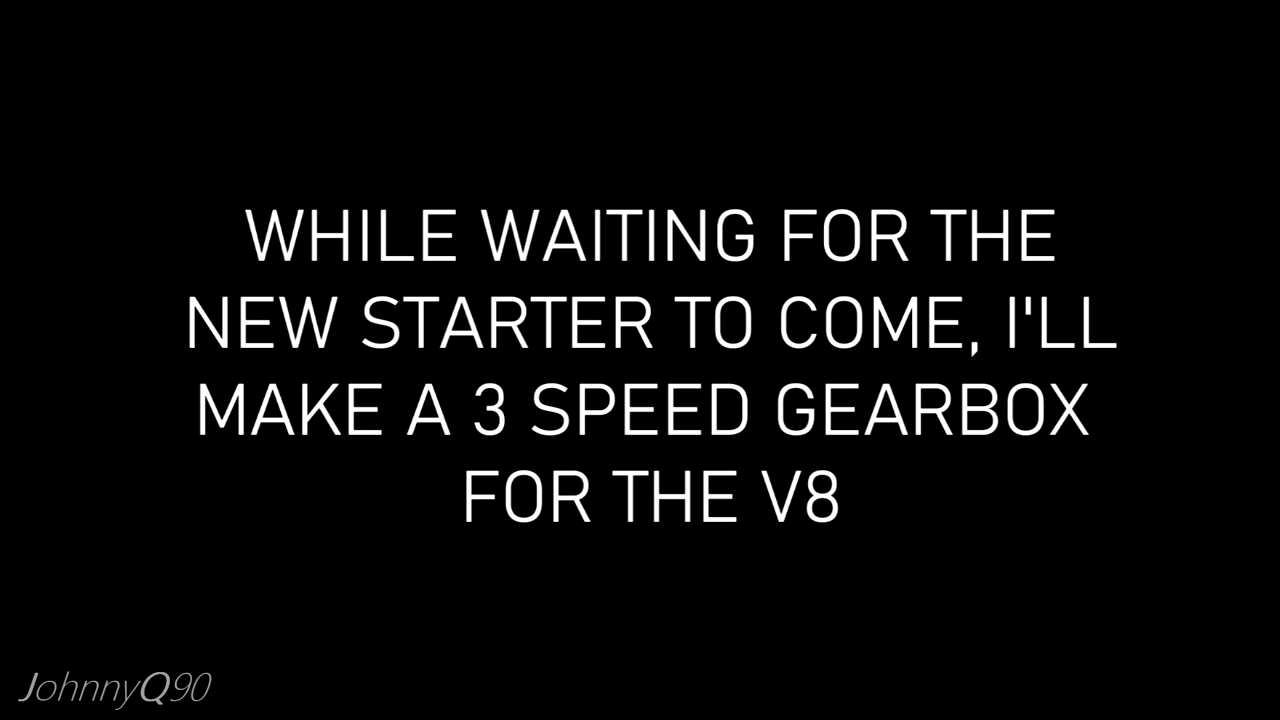 WHILE WAITING FOR THE
NEW STARTER TO COME, I'LL
MAKE A 3 SPEED GEARBOX
FOR THE V8
JohnnyQ90